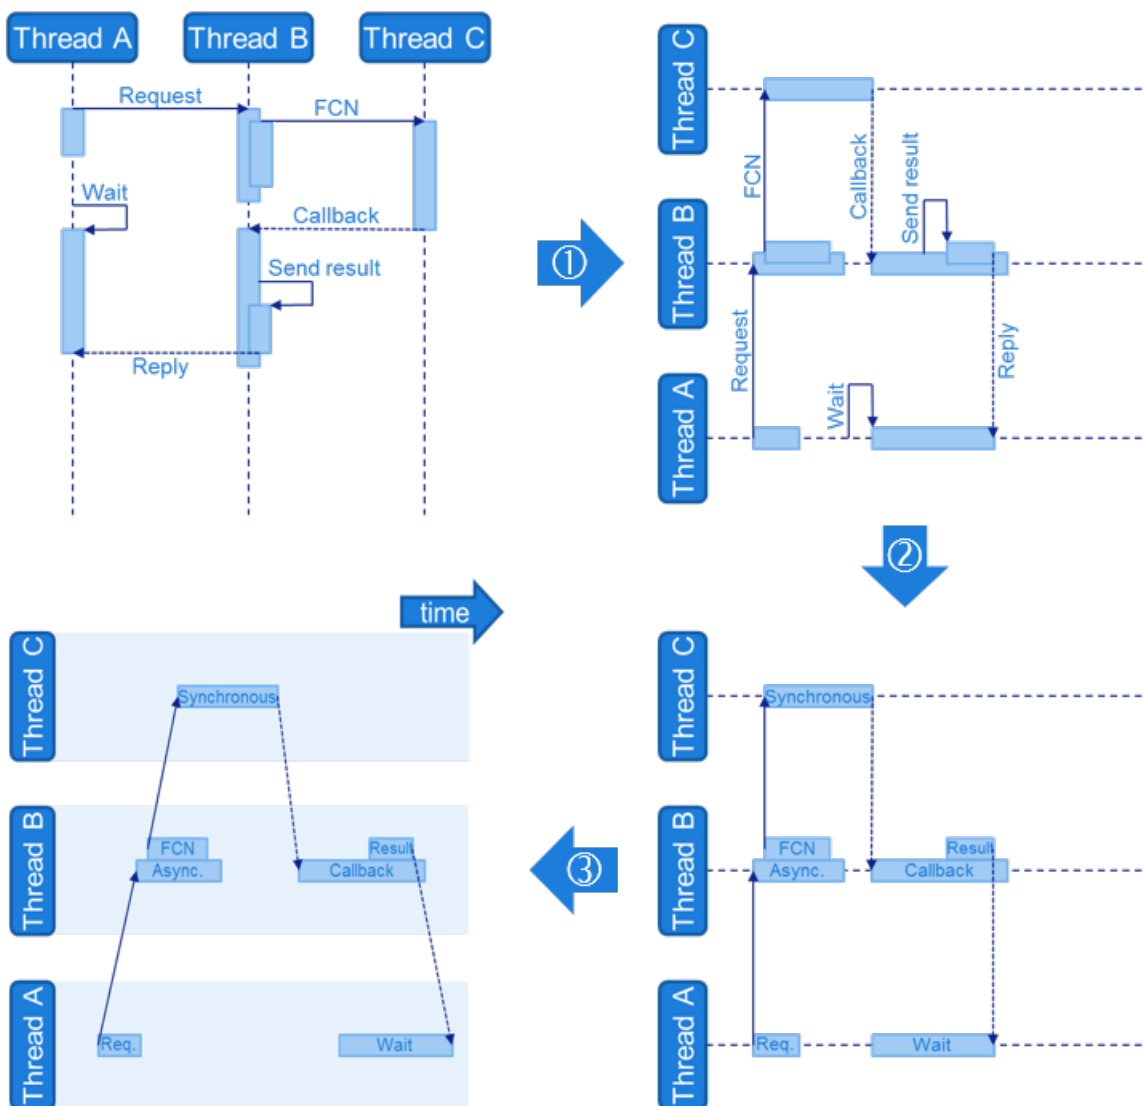 Thread A
Thread B
Thread C
Request
FCN
Wait
Callback
Send result
Reply
①
Thread C
Thread B
Thread A
FCN
Callback
Send result
Request
Wait
Reply
②
time
Thread C
Thread B
Thread A
Synchronous
FCN
Async.
Result
Callback
Req.
Wait
③
Thread C
Thread B
Thread A
Synchronous
FCN
Async.
Result
Callback
Req.
Wait